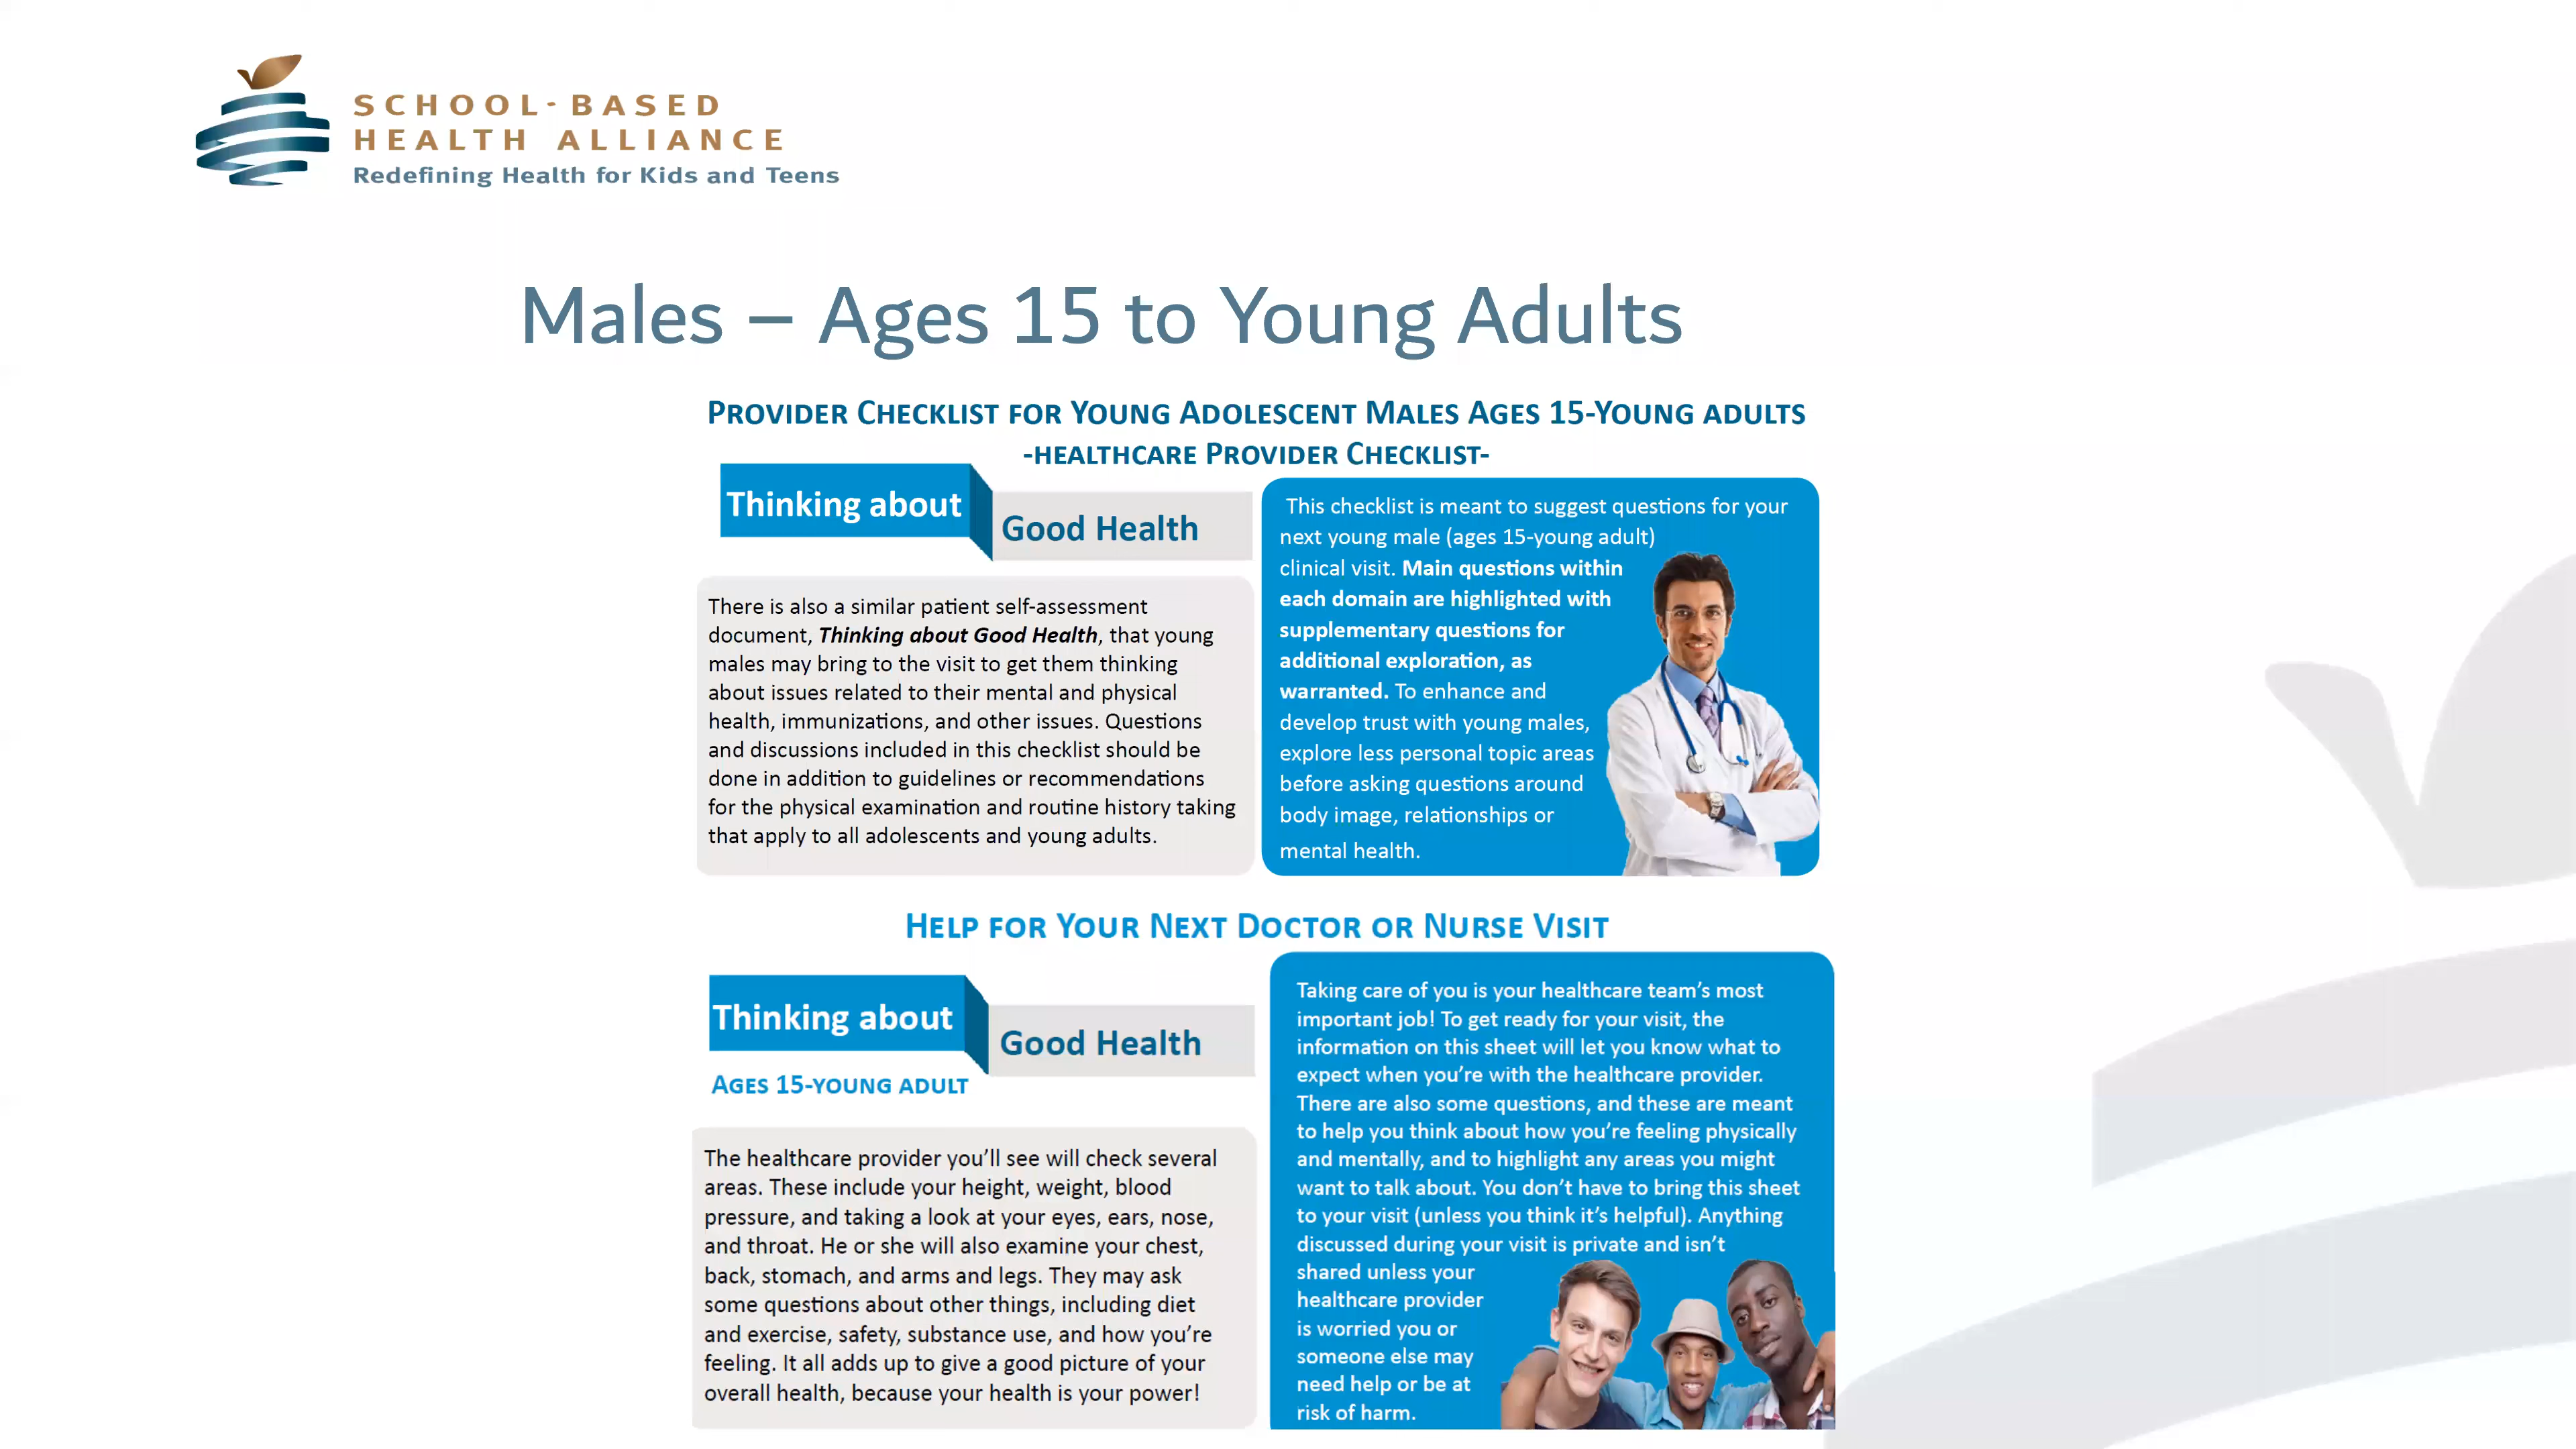 SCHOOL-BASED
HEALTH ALLIANCE
Redefining Health for Kids and Teens
Males – Ages 15 to Young Adults
PROVIDER CHECKLIST FOR YOUNG ADOLESCENT MALES AGES 15-YOUNG ADULTS
-HEALTHCARE PROVIDER CHECKLIST-
Thinking about
Good Health
There is also a similar patient self-assessment
document, Thinking about Good Health, that young
males may bring to the visit to get them thinking
about issues related to their mental and physical
health, immunizations, and other issues. Questions
and discussions included in this checklist should be
done in addition to guidelines or recommendations
for the physical examination and routine history taking
that apply to all adolescents and young adults.
This checklist is meant to suggest questions for your
next young male (ages 15-young adult)
clinical visit. Main questions within
each domain are highlighted with
supplementary questions for
additional exploration, as
warranted. To enhance and
develop trust with young males,
explore less personal topic areas
before asking questions around
body image, relationships or
mental health.
HELP FOR YOUR NEXT DOCTOR OR NURSE VISIT
Thinking about
Good Health
AGES 15-YOUNG ADULT
The healthcare provider you'll see will check several
areas. These include your height, weight, blood
pressure, and taking a look at your eyes, ears, nose,
and throat. He or she will also examine your chest,
back, stomach, and arms and legs. They may ask
some questions about other things, including diet
and exercise, safety, substance use, and how you're
feeling. It all adds up to give a good picture of your
overall health, because your health is your power!
Taking care of you is your healthcare team's most
important job! To get ready for your visit, the
information on this sheet will let you know what to
expect when you're with the healthcare provider.
There are also some questions, and these are meant
to help you think about how you're feeling physically
and mentally, and to highlight any areas you might
want to talk about. You don't have to bring this sheet
to your visit (unless you think it's helpful). Anything
discussed during your visit is private and isn't
shared unless your
healthcare provider
is worried you or
someone else may
need help or be at
risk of harm.